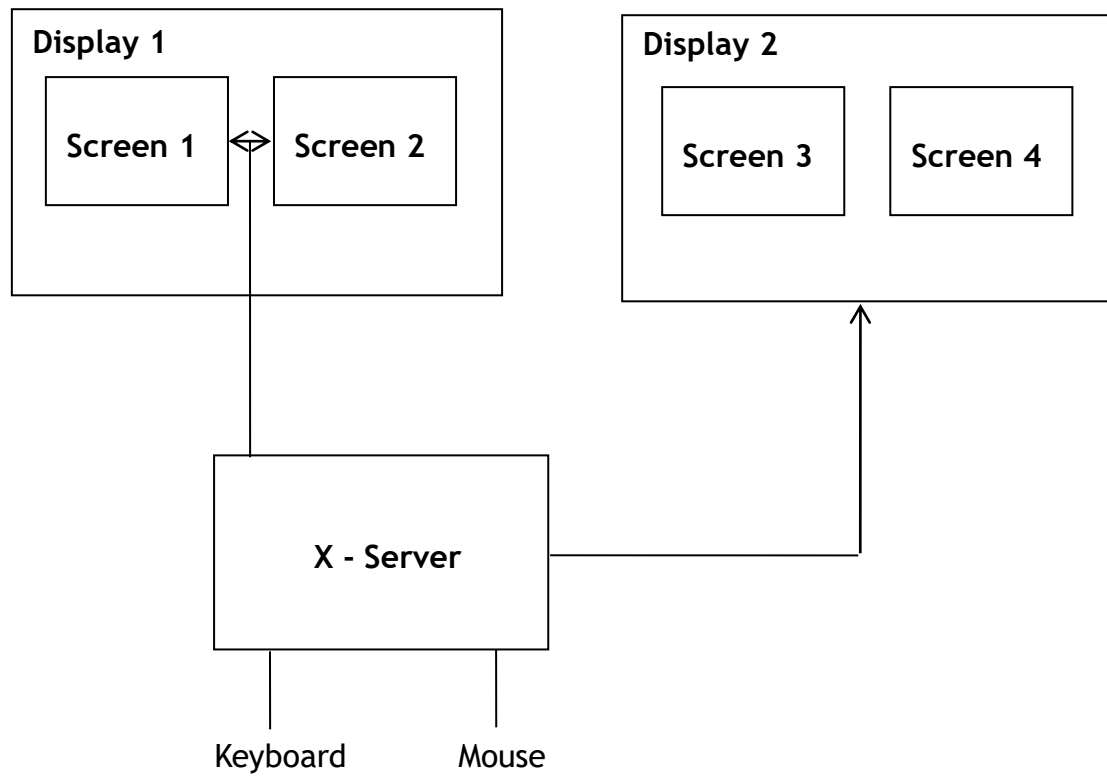 Display 1
Screen 1
Screen 2
Display 2
Screen 3
Screen 4
X - Server
Keyboard
Mouse